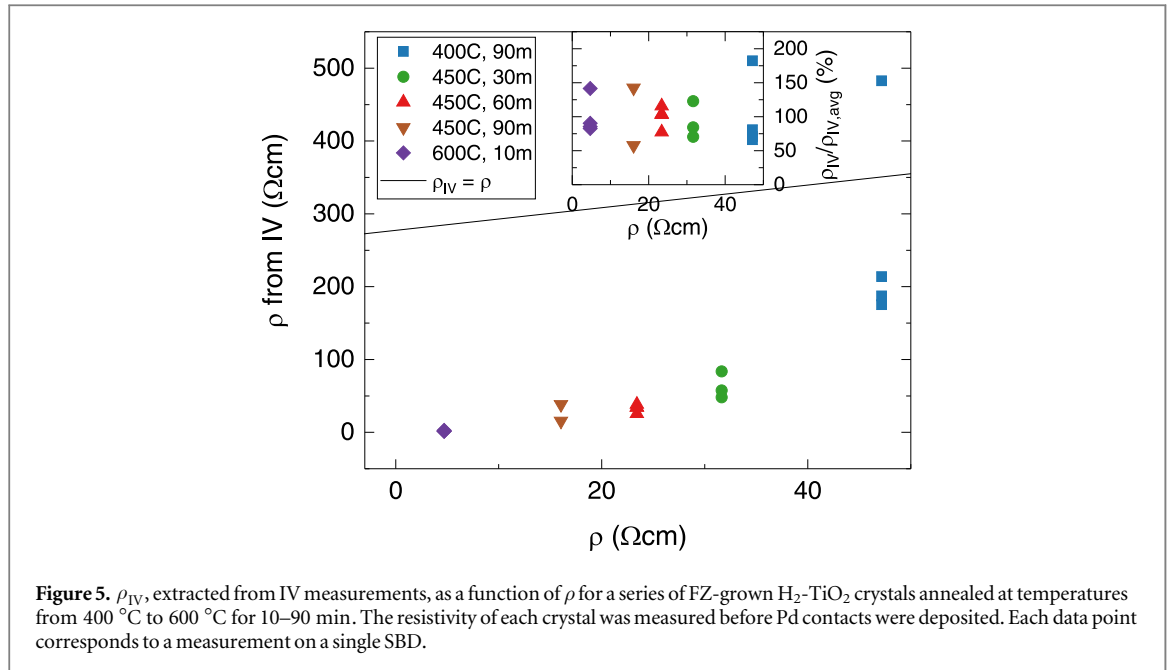 400C, 90m
450C, 30m
450C, 60m
450C, 90m
600C, 10m
ρIV = ρ
500
400
300
200
100
0
ρ from IV (Ωcm)
0
20
40
ρ (Ωcm)
200
150
100
50
0
ρIV/ρIV,avg (%)
0
20
40
ρ (Ωcm)
Figure 5. ρIV, extracted from IV measurements, as a function of ρ for a series of FZ-grown H2-TiO2 crystals annealed at temperatures
from 400 °C to 600 °C for 10–90 min. The resistivity of each crystal was measured before Pd contacts were deposited. Each data point
corresponds to a measurement on a single SBD.